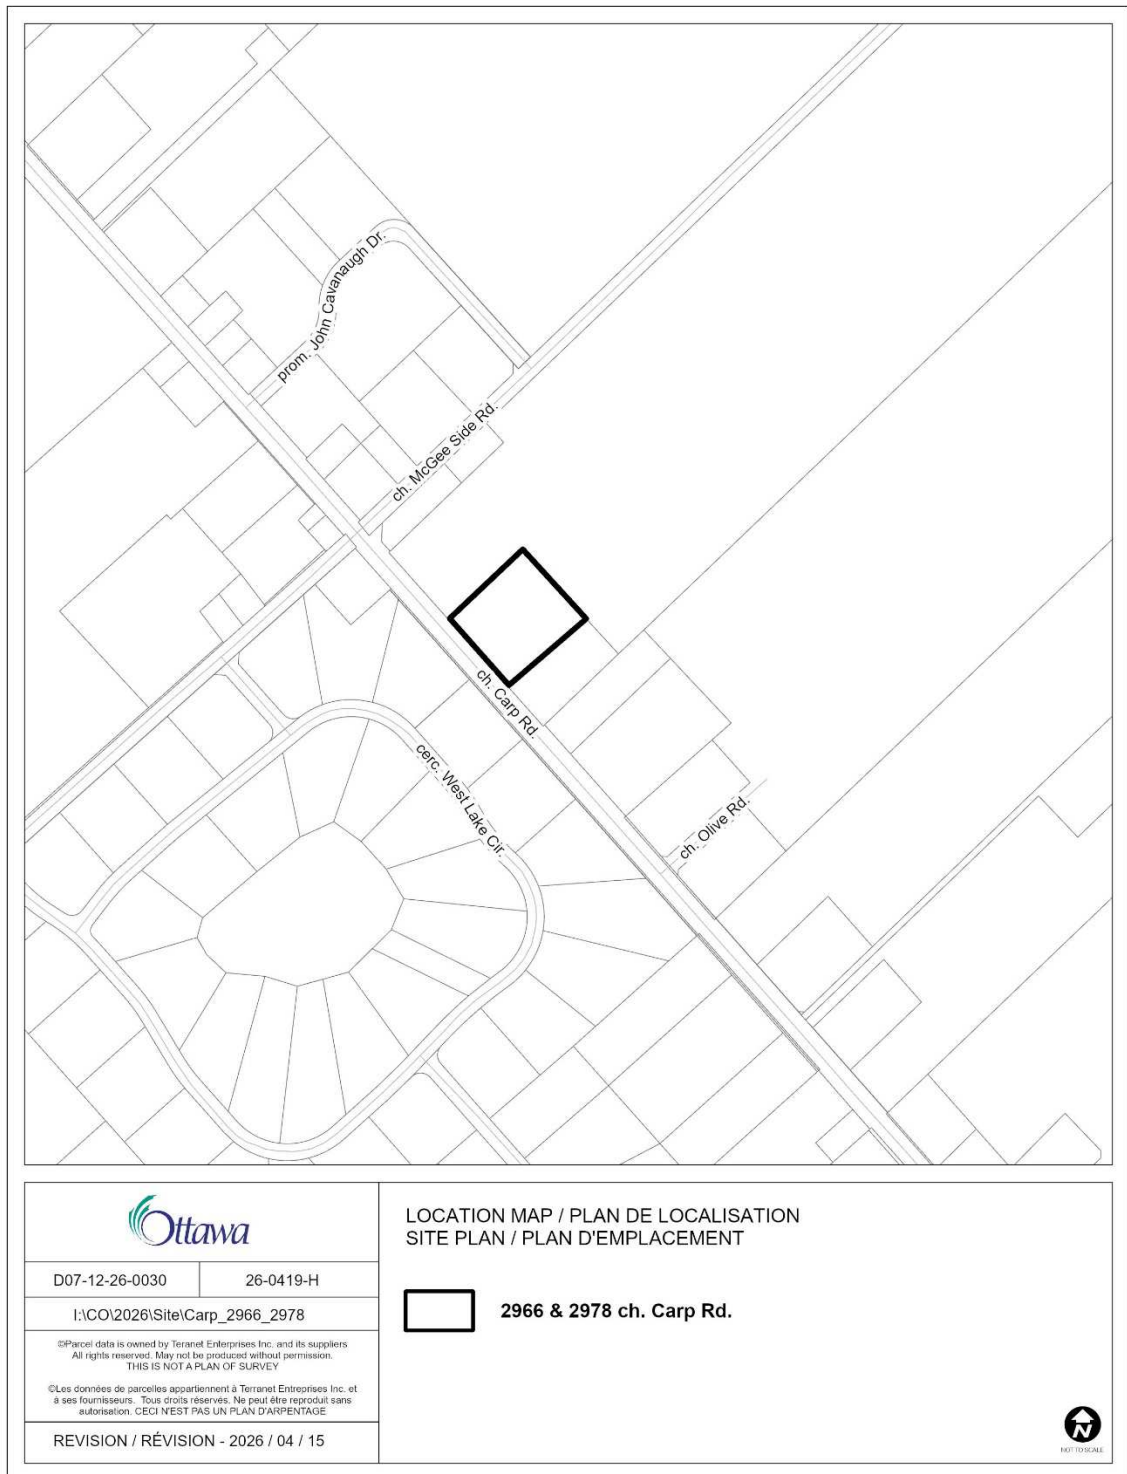 prom. John Cavanaugh Dr.
ch. McGee Side Rd.
ch. Carp Rd.
cerc. West Lake Cir.
ch. Olive Rd.
Ottawa
D07-12-26-0030
26-0419-H
I:\CO\2026\Site\Carp_2966_2978
©Parcel data is owned by Teranet Enterprises Inc. and its suppliers
All rights reserved. May not be produced without permission.
THIS IS NOT A PLAN OF SURVEY
©Les données de parcelles appartiennent à Terranet Entreprises Inc. et
à ses fournisseurs. Tous droits réservés. Ne peut être reproduit sans
autorisation. CECI N'EST PAS UN PLAN D'ARPENTAGE
REVISION / RÉVISION - 2026 / 04 / 15
LOCATION MAP / PLAN DE LOCALISATION
SITE PLAN / PLAN D'EMPLACEMENT
2966 & 2978 ch. Carp Rd.
N
NOT TO SCALE